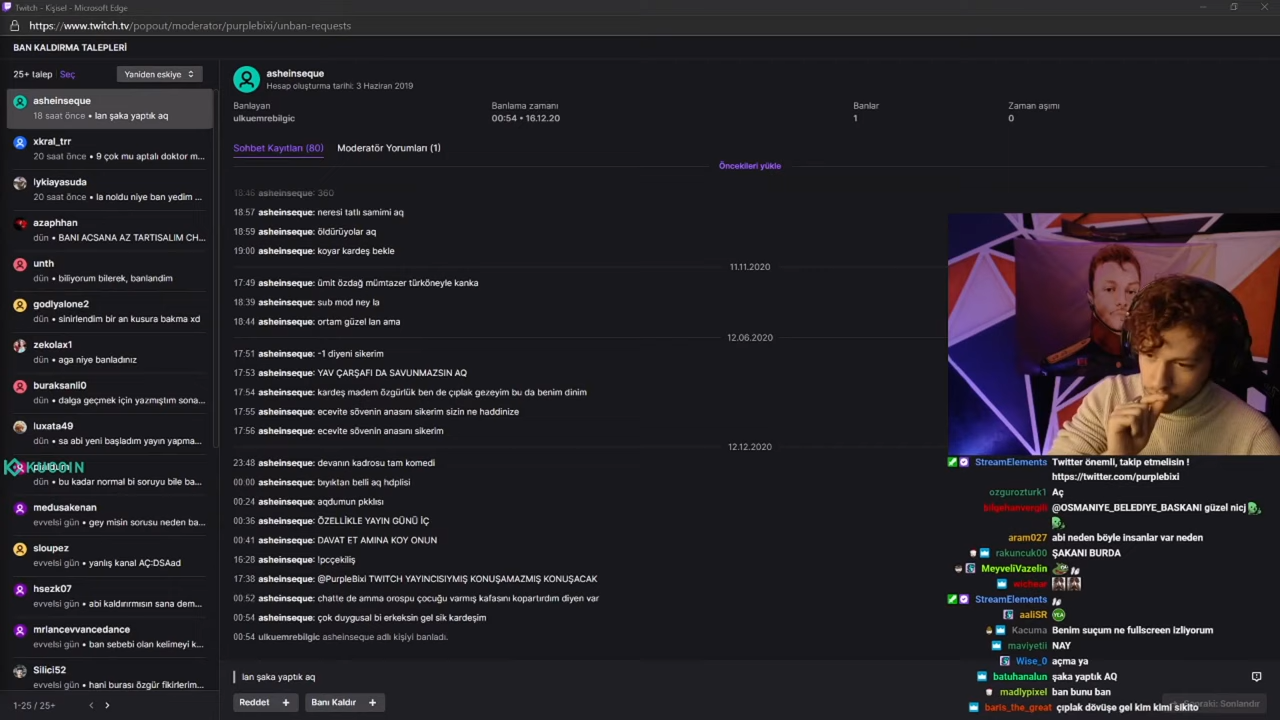 Twitch - Kişisel - Microsoft Edge
https://www.twitch.tv/popout/moderator/purplebixi/unban-requests
BAN KALDIRMA TALEPLERİ
25+ talep Seç Yeniden eskiye
asheinseque
18 saat önce • lan şaka yaptık aq
xkral_trr
20 saat önce • 9 çok mu aptalı doktor m...
lykiayasuda
20 saat önce • la noldu niye ban yedim ...
azaphhan
dün • BANI ACSANA AZ TARTISALIM CH...
unth
dün • biliyorum bilerek, banlandim
godlyalone2
dün • sinirlendim bir an kusura bakma xd
zekolax1
dün • aga niye banladınız
buraksanli0
dün • dalga geçmek için yazmıştım sona...
luxata49
dün • sa abi yeni başladım yayın yapma...
dün • bu kadar normal bi soruyu bile ba...
medusakenan
evvelsi gün • gey misin sorusu neden ba...
sloupez
evvelsi gün • yanlış kanal AÇ:DSAad
hsezk07
evvelsi gün • abi kaldırırmısın sana dem...
mrlancevvancedance
evvelsi gün • ban sebebi olan kelimeyi k...
Silici52
evvelsi gün • hani burası özgür fikirlerim...
1-25 / 25+
asheinseque
Hesap oluşturma tarihi: 3 Haziran 2019
Banlayan Banlama zamanı Banlar Zaman aşımı
ulkuemrebilgic 00:54 • 16.12.20 1 0
Sohbet Kayıtları (80) Moderatör Yorumları (1)
Öncekileri yükle
18:46 asheinseque: 360
18:57 asheinseque: neresi tatlı samimi aq
18:59 asheinseque: öldürüyolar aq
19:00 asheinseque: koyar kardeş bekle
11.11.2020
17:49 asheinseque: ümit özdağ mümtazer türköneyle kanka
18:39 asheinseque: sub mod ney la
18:44 asheinseque: ortam güzel lan ama
12.06.2020
17:51 asheinseque: -1 diyeni sikerim
17:53 asheinseque: YAV ÇARŞAFI DA SAVUNMAZSIN AQ
17:54 asheinseque: kardeş madem özgürlük ben de çıplak gezeyim bu da benim dinim
17:55 asheinseque: ecevite sövenin anasını sikerim sizin ne haddinize
17:56 asheinseque: ecevite sövenin anasını sikerim
12.12.2020
23:48 asheinseque: devanın kadrosu tam komedi
00:00 asheinseque: bıyıktan belli aq hdplisi
00:24 asheinseque: aqdumun pkklısı
00:36 asheinseque: ÖZELLİKLE YAYIN GÜNÜ İÇ
00:41 asheinseque: DAVAT ET AMINA KOY ONUN
16:28 asheinseque: !pcçekiliş
17:38 asheinseque: @PurpleBixi TWITCH YAYINCISIYMIŞ KONUŞAMAZMIŞ KONUŞACAK
00:52 asheinseque: chatte de amma orospu çocuğu varmış kafasını kopartırdım diyen var
00:54 asheinseque: çok duygusal bi erkeksin gel sik kardeşim
00:54 ulkuemrebilgic asheinseque adlı kişiyi banladı.
lan şaka yaptık aq
Reddet + Banı Kaldır +
StreamElements Twitter önemli, takip etmelisin !
https://twitter.com/purplebixi
ozgurozturk1 Aç
bilgehanvergili @OSMANIYE_BELEDIYE_BASKANI güzel nicj
aram027 abi neden böyle insanlar var neden
rakuncuk00 ŞAKANI BURDA
MeyveliVazelin
wichear
StreamElements
aaliSR YEA
Kacuma Benim suçum ne fullscreen izliyorum
maviyetii NAY
Wise_0 açma ya
batuhanalun şaka yaptık AQ
madlypixel ban bunu ban
baris_the_great çıplak dövüşe gel kim kimi sikito